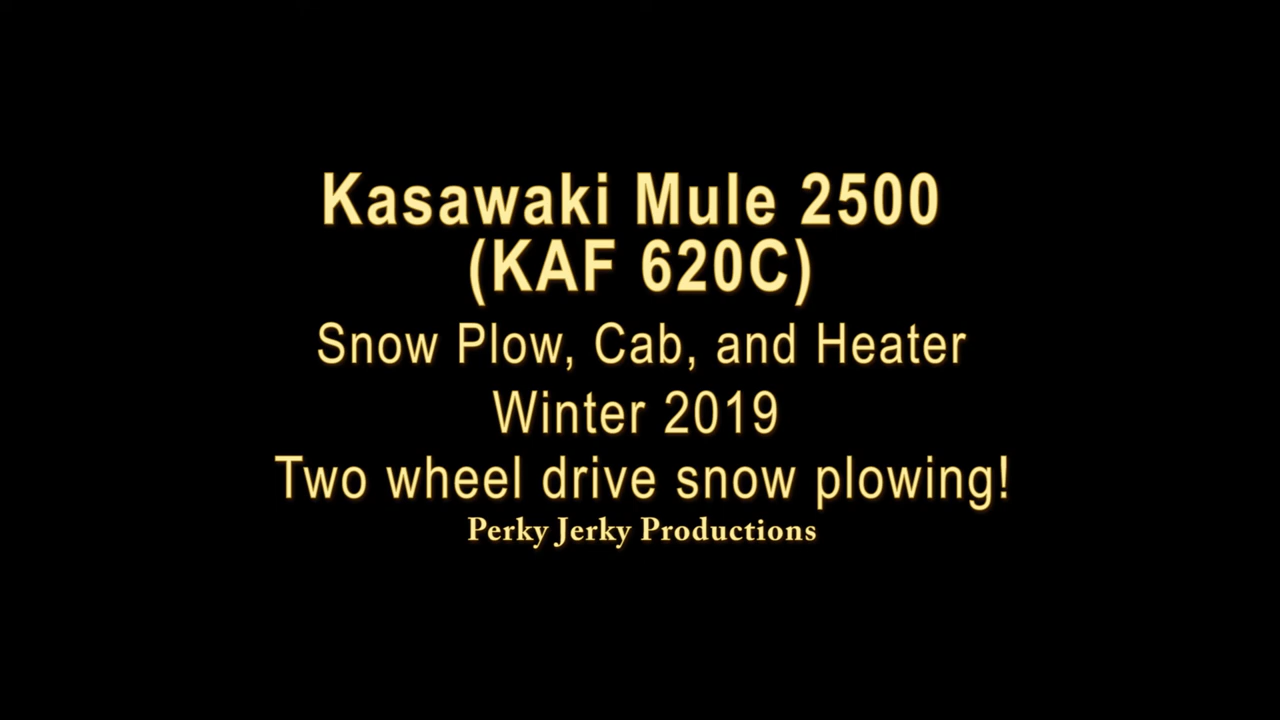 Kasawaki Mule 2500
(KAF 620C)
Snow Plow, Cab, and Heater
Winter 2019
Two wheel drive snow plowing!
Perky Jerky Productions